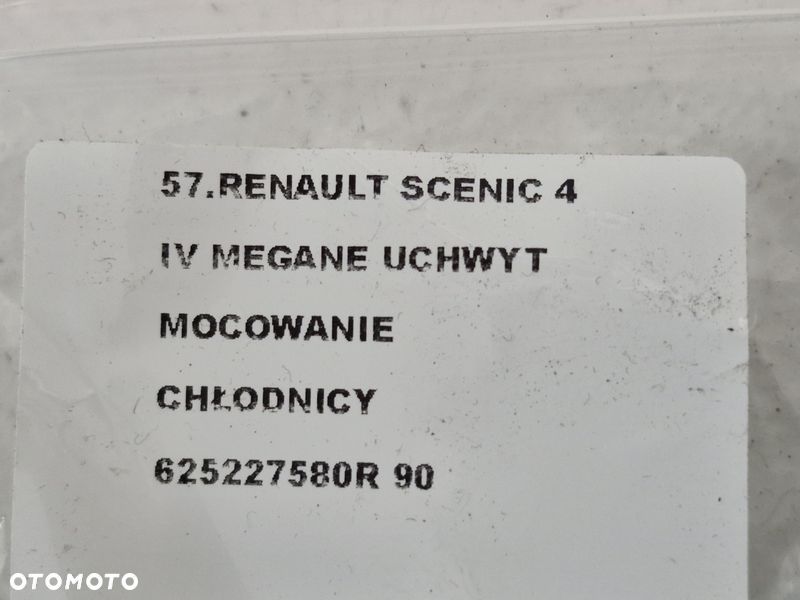 57.RENAULT SCENIC 4
IV MEGANE UCHWYT
MOCOWANIE
CHŁODNICY
625227580R 90
OTOMOTO